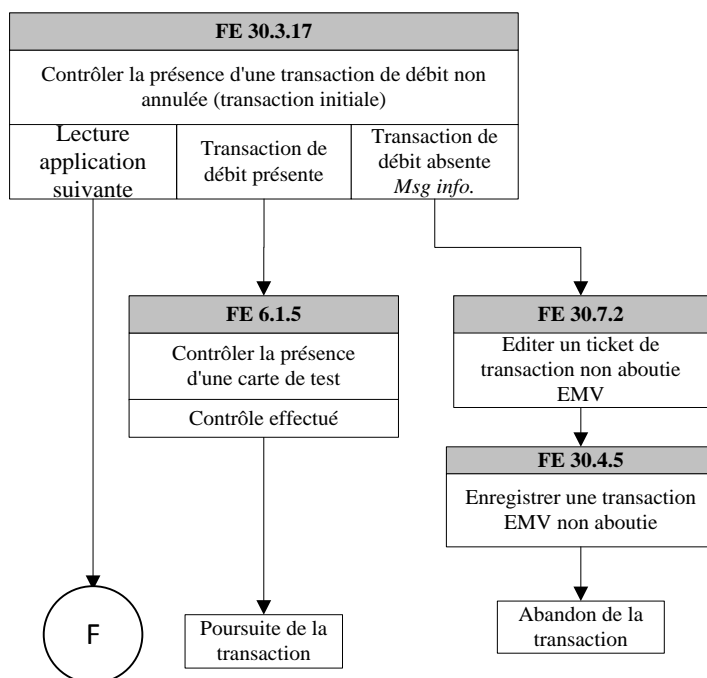 FE 30.3.17
Contrôler la présence d'une transaction de débit non
annulée (transaction initiale)
Lecture
application
suivante
Transaction de
débit présente
Transaction de
débit absente
Msg info.
FE 6.1.5
Contrôler la présence
d'une carte de test
Contrôle effectué
FE 30.7.2
Editer un ticket de
transaction non aboutie
EMV
FE 30.4.5
Enregistrer une transaction
EMV non aboutie
F
Poursuite de la
transaction
Abandon de la
transaction